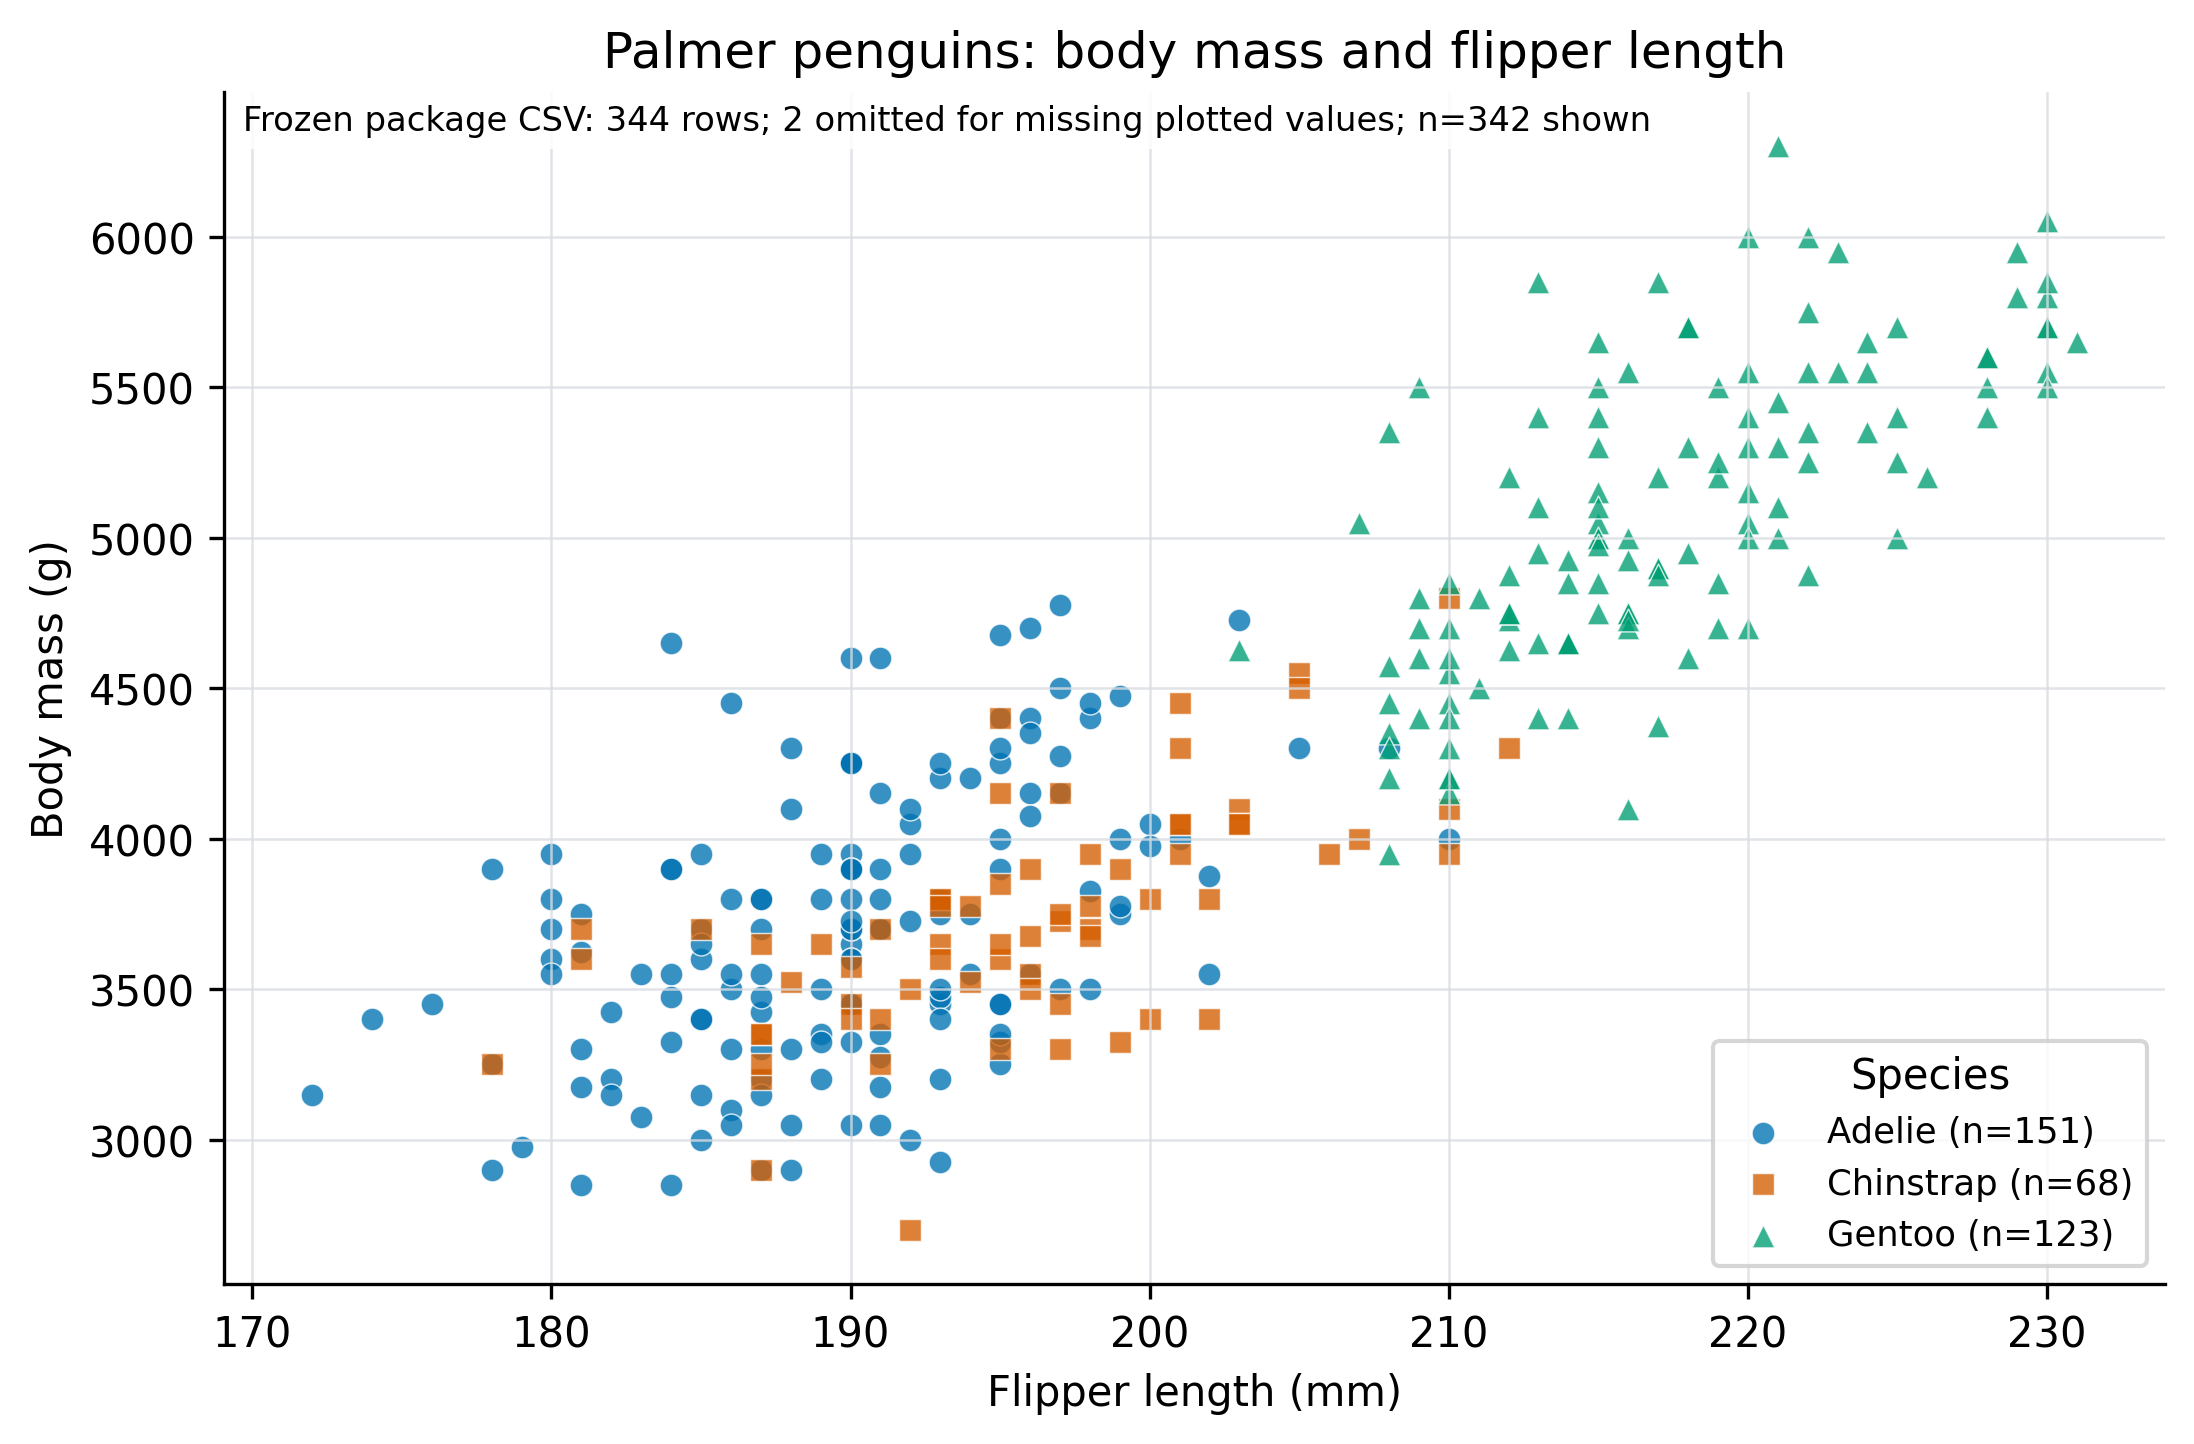 Palmer penguins: body mass and flipper length
Frozen package CSV: 344 rows; 2 omitted for missing plotted values; n=342 shown
Body mass (g)
6000
5500
5000
4500
4000
3500
3000
Species
Adelie (n=151)
Chinstrap (n=68)
Gentoo (n=123)
170 180 190 200 210 220 230
Flipper length (mm)